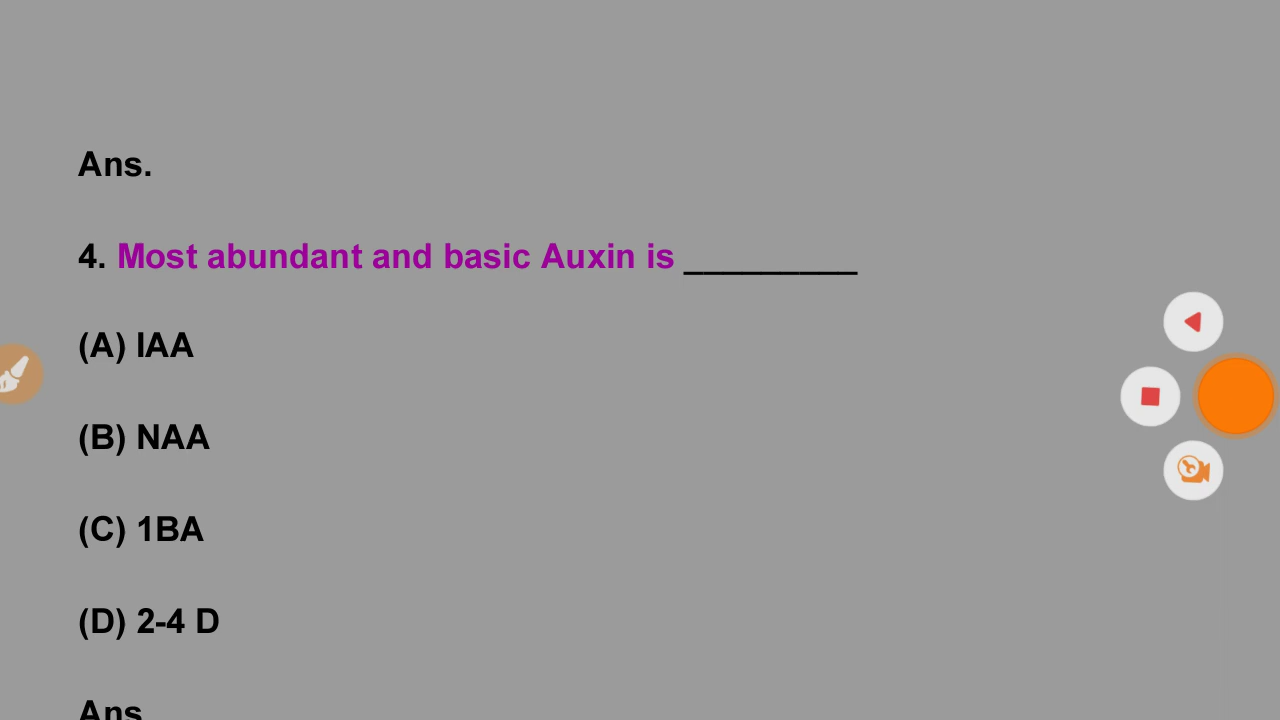 Ans.
4. Most abundant and basic Auxin is _________
(A) IAA
(B) NAA
(C) 1BA
(D) 2-4 D
Ans